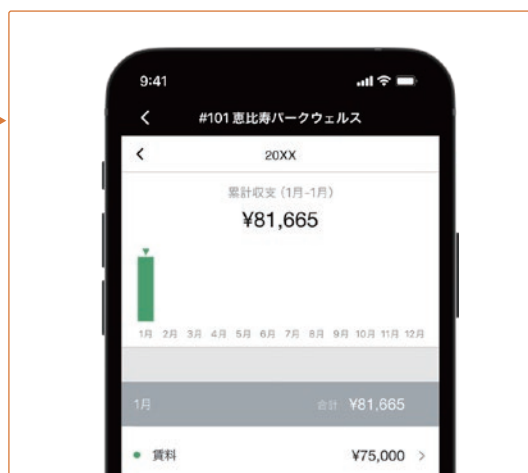 9:41
#101 恵比寿パークウェルス
20XX
累計収支 (1月-1月)
¥81,665
1月 2月 3月 4月 5月 6月 7月 8月 9月 10月 11月 12月
1月 合計 ¥81,665
賃料 ¥75,000